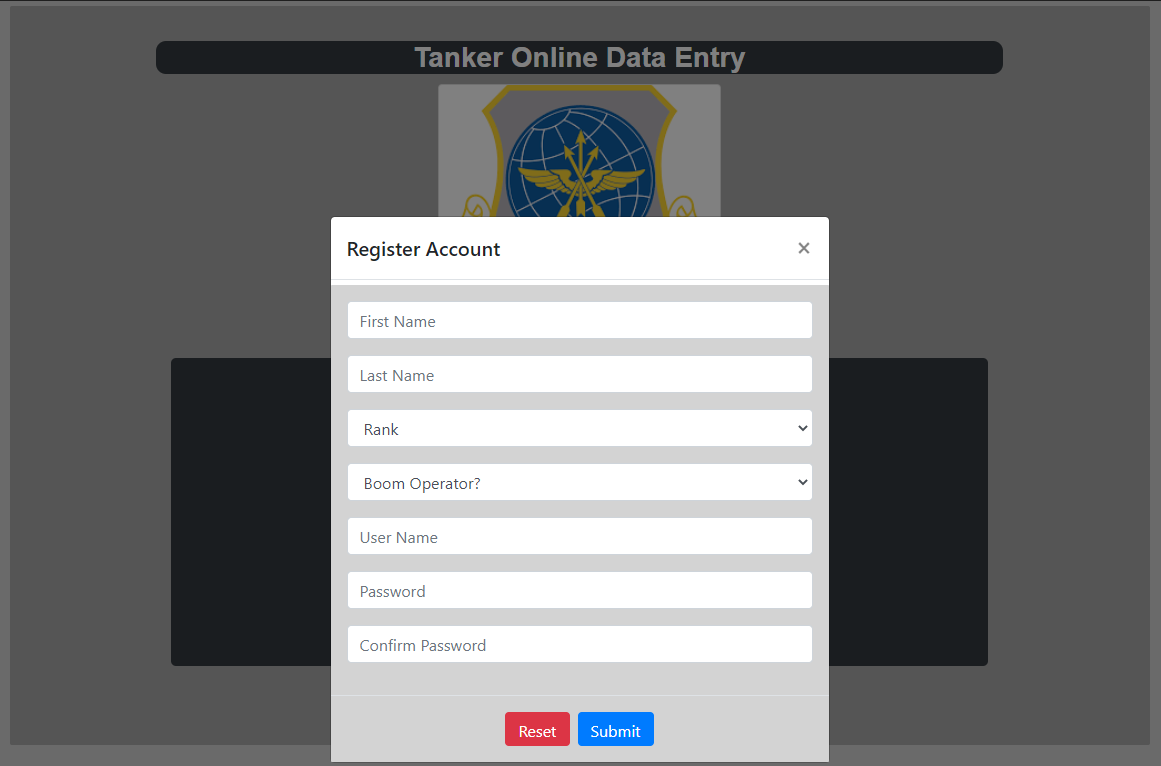 Tanker Online Data Entry
Register Account
×
First Name
Last Name
Rank
Boom Operator?
User Name
Password
Confirm Password
Reset
Submit